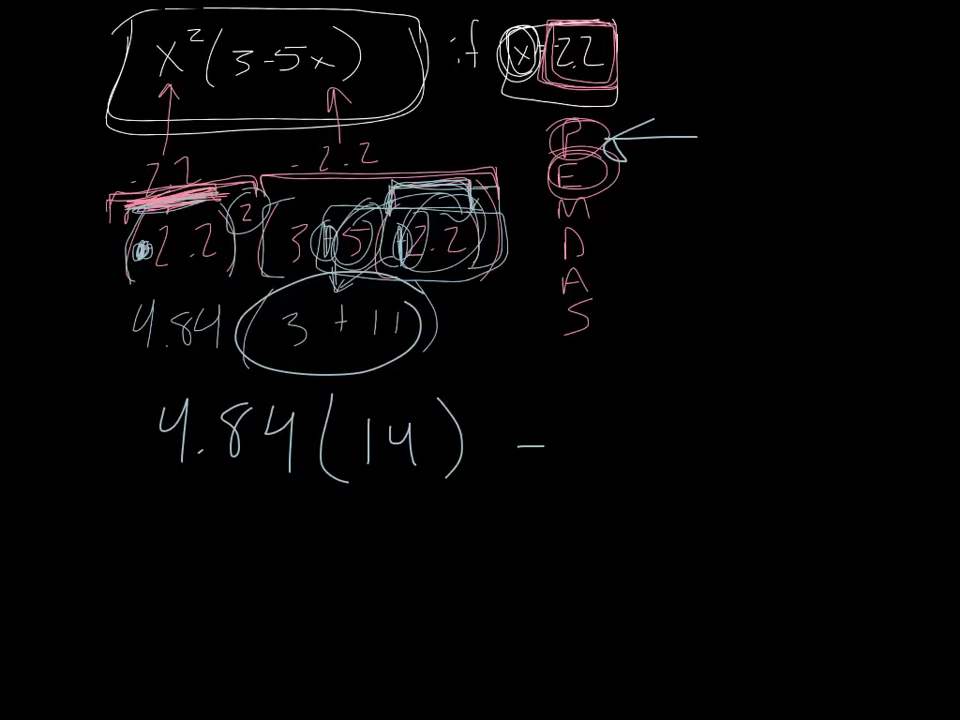 x²(3-5x) if x=-2.2
-2.2 -2.2
P
E
M
D
A
S
(-2.2)² (3-5(-2.2))
4.84(3+11)
4.84(14) =